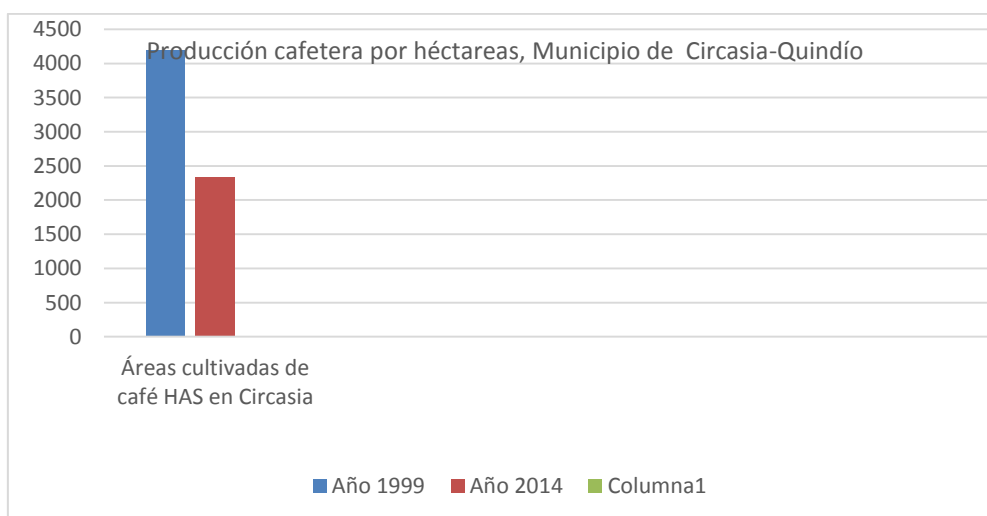 Producción cafetera por héctareas, Municipio de  Circasia-Quindío
4500
4000
3500
3000
2500
2000
1500
1000
500
0
Áreas cultivadas de
café HAS en Circasia
Año 1999
Año 2014
Columna1